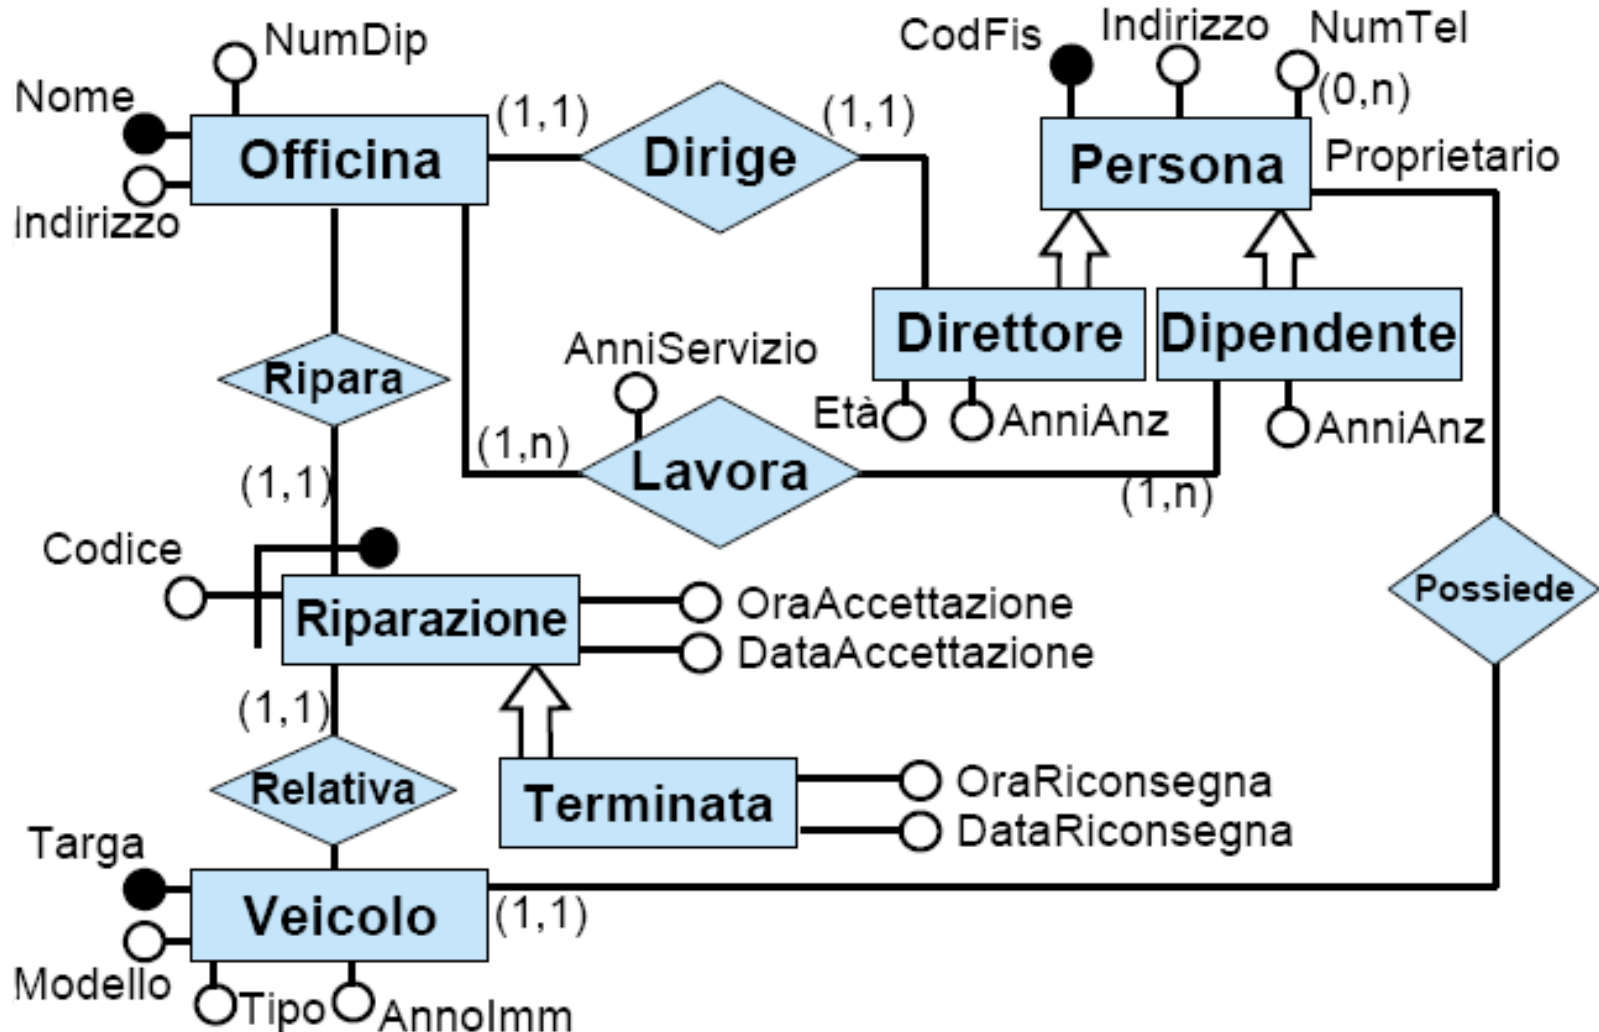 CodFis
Indirizzo
NumTel
(0,n)
NumDip
Nome
Officina
Indirizzo
(1,1)
Dirige
(1,1)
Persona
Proprietario
Direttore
Dipendente
AnniServizio
Età
AnniAnz
AnniAnz
Ripara
(1,n)
Lavora
(1,n)
(1,1)
Codice
Riparazione
OraAccettazione
DataAccettazione
Possiede
(1,1)
Relativa
Terminata
OraRiconsegna
DataRiconsegna
Targa
Veicolo
(1,1)
Modello
Tipo
AnnoImm